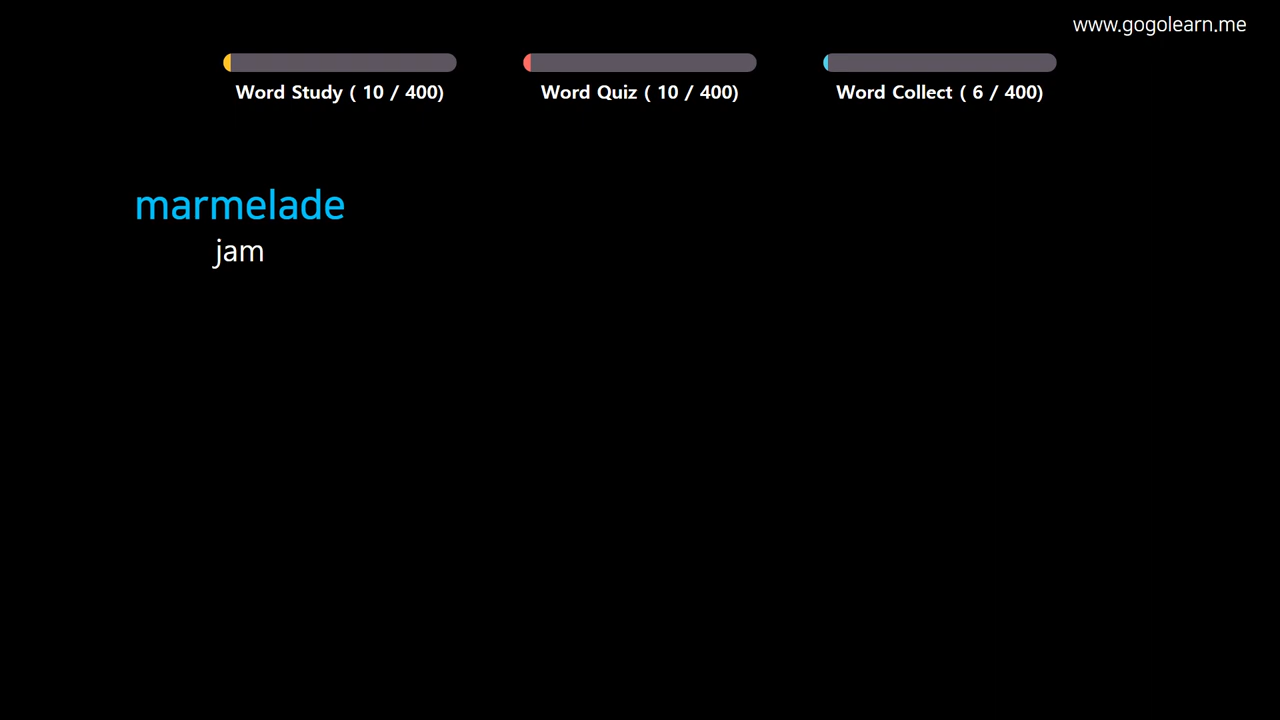 www.gogolearn.me
Word Study ( 10 / 400)
Word Quiz ( 10 / 400)
Word Collect ( 6 / 400)
marmelade
jam